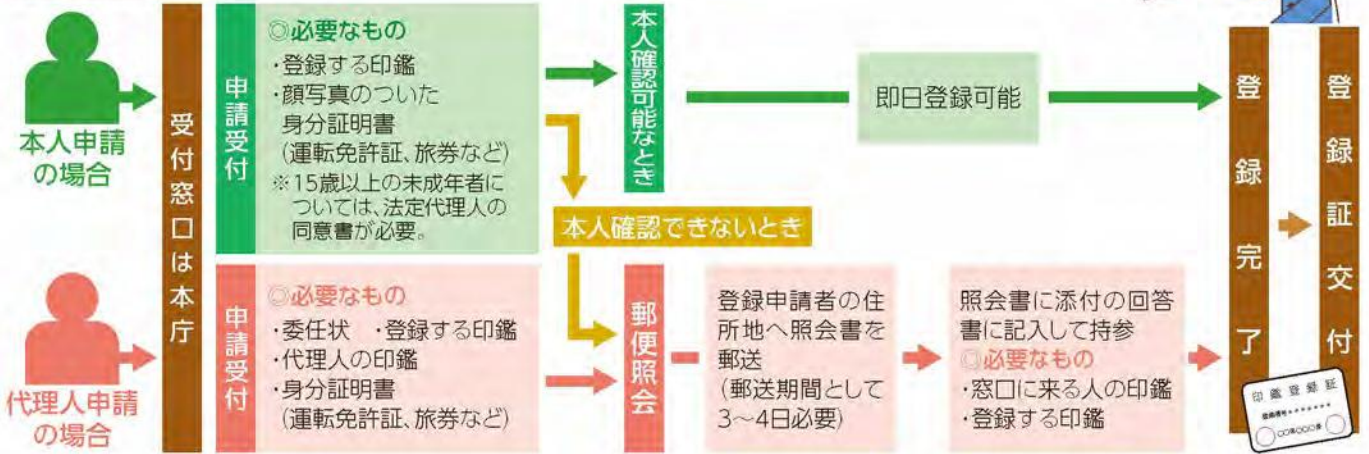 本人申請
の場合
受付窓口は本庁
申請受付
◎必要なもの
・登録する印鑑
・顔写真のついた
身分証明書
（運転免許証、旅券など）
※15歳以上の未成年者に
ついては、法定代理人の
同意書が必要。
本人確認可能なとき
即日登録可能
本人確認できないとき
代理人申請
の場合
申請受付
◎必要なもの
・委任状　・登録する印鑑
・代理人の印鑑
・身分証明書
（運転免許証、旅券など）
郵便照会
登録申請者の住
所地へ照会書を
郵送
（郵送期間として
3〜4日必要）
照会書に添付の回答
書に記入して持参
◎必要なもの
・窓口に来る人の印鑑
・登録する印鑑
登録完了
登録証交付
印鑑登録証